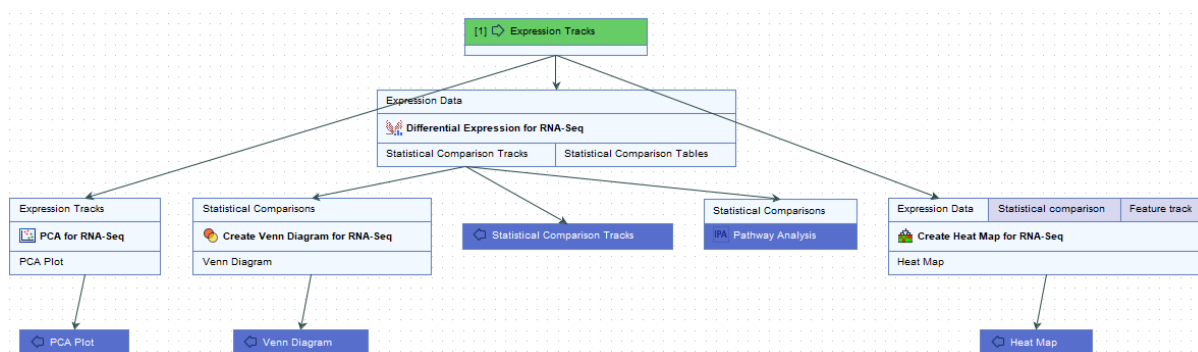 [1] Expression Tracks
Expression Data
Differential Expression for RNA-Seq
Statistical Comparison Tracks Statistical Comparison Tables
Expression Tracks
PCA for RNA-Seq
PCA Plot
PCA Plot
Statistical Comparisons
Create Venn Diagram for RNA-Seq
Venn Diagram
Venn Diagram
Statistical Comparison Tracks
Statistical Comparisons
IPA Pathway Analysis
Expression Data Statistical comparison Feature track
Create Heat Map for RNA-Seq
Heat Map
Heat Map